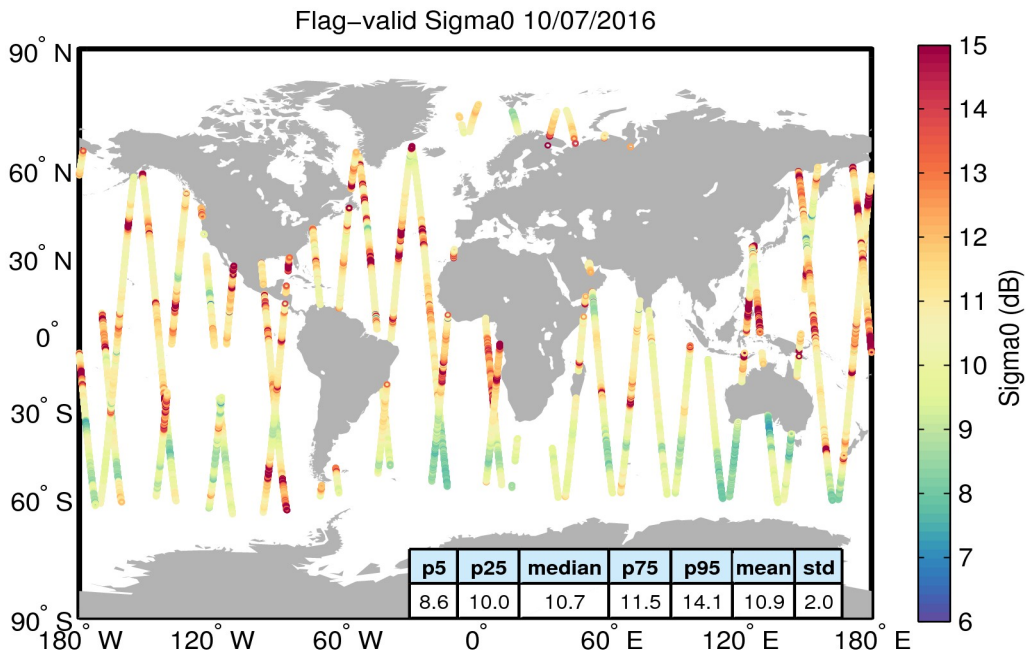 Flag−valid Sigma0 10/07/2016
90° N
60° N
30° N
0°
30° S
60° S
90° S
180° W
120° W
60° W
0°
60° E
120° E
180° E
p5 p25 median p75 p95 mean std
8.6 10.0 10.7 11.5 14.1 10.9 2.0
15
14
13
12
11
10
9
8
7
6
Sigma0 (dB)